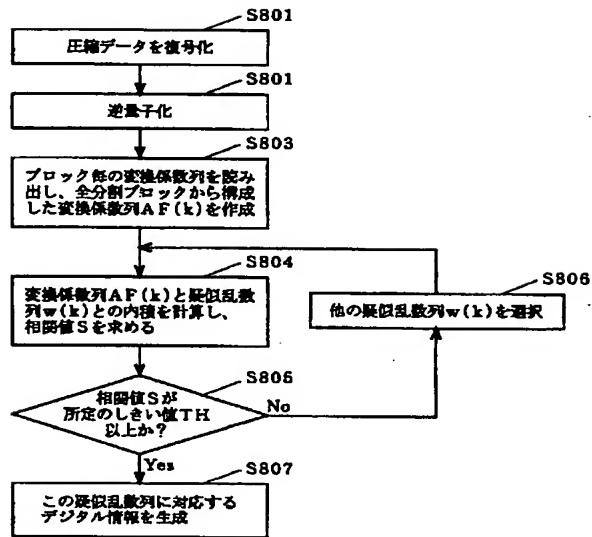 S801
圧縮データを復号化
S801
逆量子化
S803
ブロック毎の変換係数列を読み
出し、全分割ブロックから構成
した変換係数列AF(k)を作成
S804
変換係数列AF(k)と疑似乱数
列w(k)との内積を計算し、
相関値Sを求める
S806
他の疑似乱数列w(k)を選択
S805
相関値Sが
所定のしきい値TH
以上か?
No
Yes
S807
この疑似乱数列に対応する
デジタル情報を生成